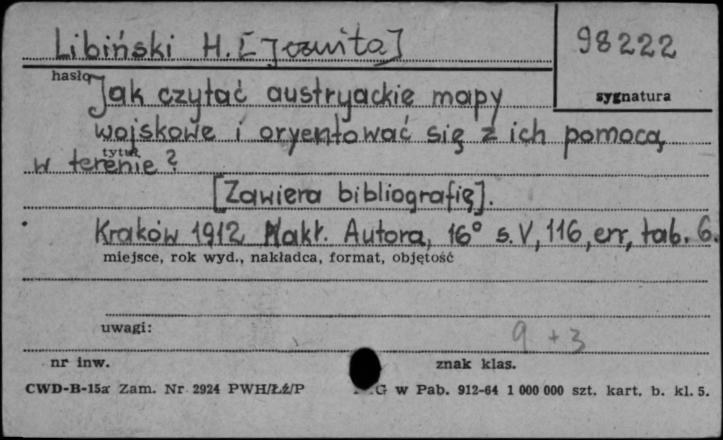 Libiński H.
98222
hasło
sygnatura
Jak czytać austryackie mapy
wojskowe i oryentować się z ich pomocą
w terenie?
tytuł
[Zawiera bibliografię].
Kraków 1912 Nakł. Autora, 16° s. V, 116, err, tab. 6.
miejsce, rok wyd., nakładca, format, objętość
uwagi:
9 + 3
nr inw.
znak klas.
CWD-B-15a Zam. Nr 2924 PWH/Łź/P
G w Pab. 912-64 1 000 000 szt. kart. b. kl. 5.